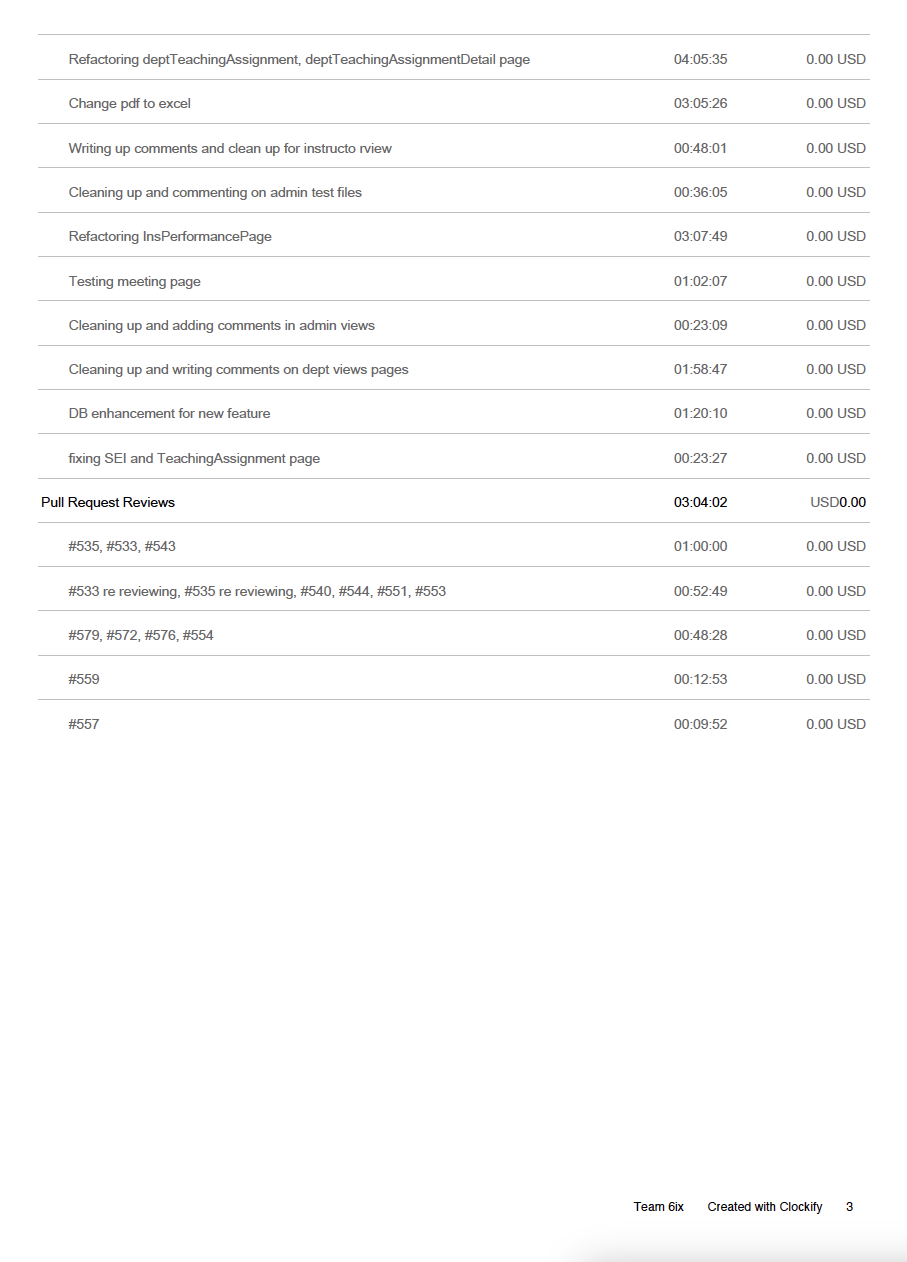 Refactoring deptTeachingAssignment, deptTeachingAssignmentDetail page 04:05:35 0.00 USD
Change pdf to excel 03:05:26 0.00 USD
Writing up comments and clean up for instructo rview 00:48:01 0.00 USD
Cleaning up and commenting on admin test files 00:36:05 0.00 USD
Refactoring InsPerformancePage 03:07:49 0.00 USD
Testing meeting page 01:02:07 0.00 USD
Cleaning up and adding comments in admin views 00:23:09 0.00 USD
Cleaning up and writing comments on dept views pages 01:58:47 0.00 USD
DB enhancement for new feature 01:20:10 0.00 USD
fixing SEI and TeachingAssignment page 00:23:27 0.00 USD
Pull Request Reviews 03:04:02 USD0.00
#535, #533, #543 01:00:00 0.00 USD
#533 re reviewing, #535 re reviewing, #540, #544, #551, #553 00:52:49 0.00 USD
#579, #572, #576, #554 00:48:28 0.00 USD
#559 00:12:53 0.00 USD
#557 00:09:52 0.00 USD
Team 6ix Created with Clockify 3